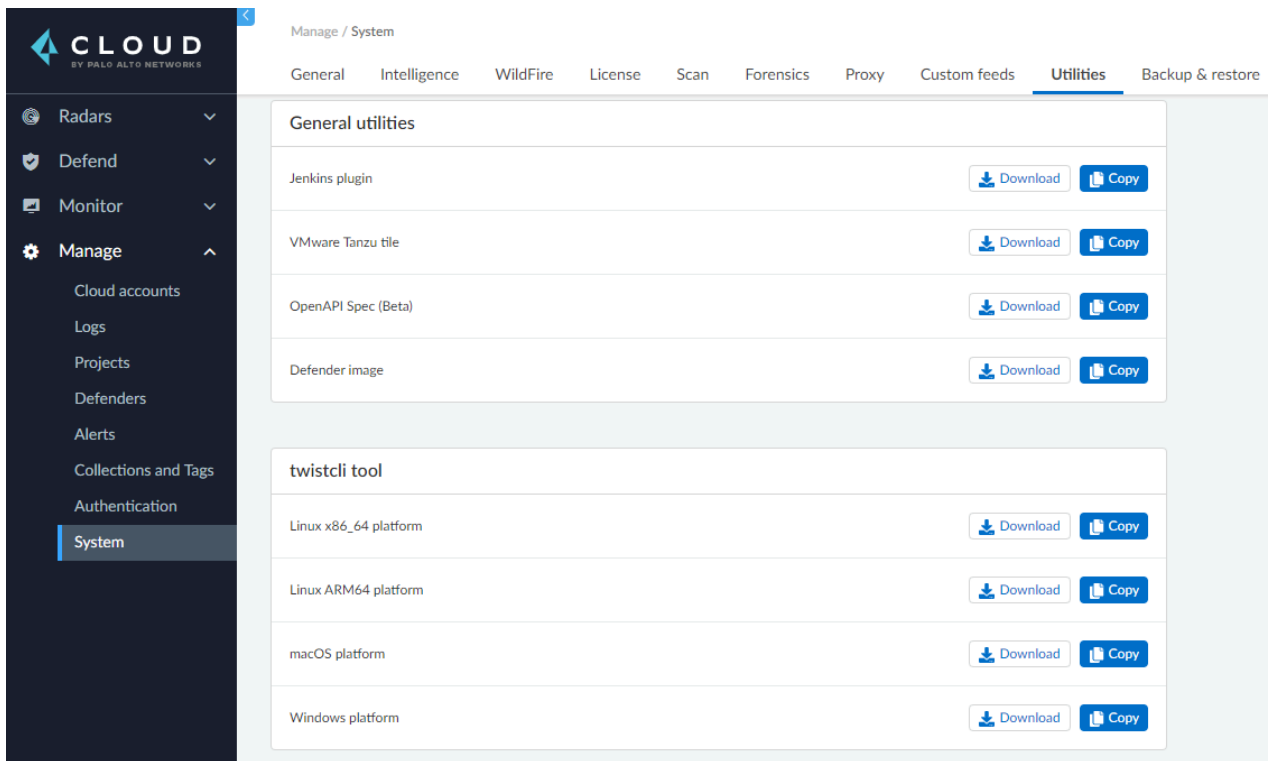 CLOUD
BY PALO ALTO NETWORKS
Radars
Defend
Monitor
Manage
Cloud accounts
Logs
Projects
Defenders
Alerts
Collections and Tags
Authentication
System
Manage / System
General Intelligence WildFire License Scan Forensics Proxy Custom feeds Utilities Backup & restore
General utilities
Jenkins plugin Download Copy
VMware Tanzu tile Download Copy
OpenAPI Spec (Beta) Download Copy
Defender image Download Copy
twistcli tool
Linux x86_64 platform Download Copy
Linux ARM64 platform Download Copy
macOS platform Download Copy
Windows platform Download Copy